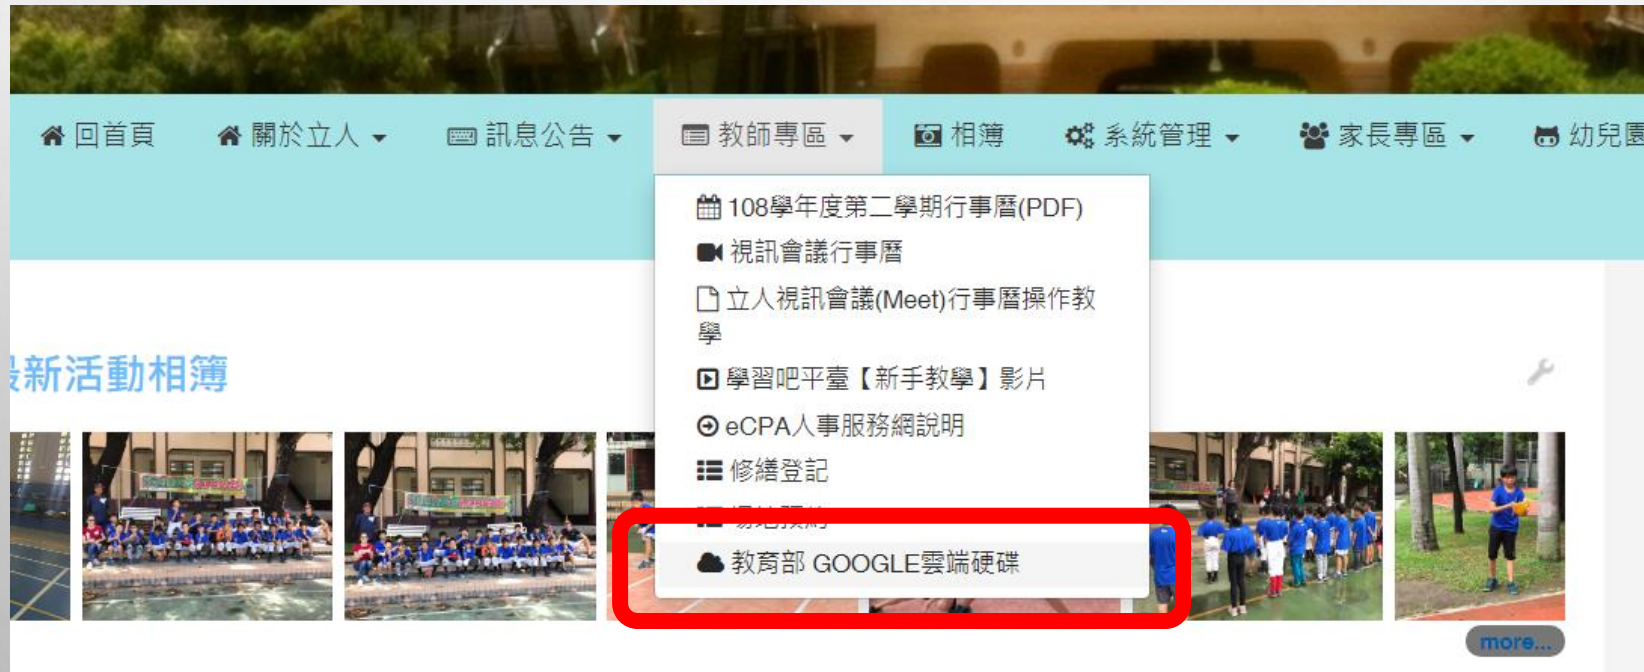 回首頁 關於立人 訊息公告 教師專區 相簿 系統管理 家長專區 幼兒園
108學年度第二學期行事曆(PDF)
視訊會議行事曆
立人視訊會議(Meet)行事曆操作教
學
學習吧平臺【新手教學】影片
eCPA人事服務網說明
修繕登記
場地預約
教育部 GOOGLE雲端硬碟
最新活動相簿
more...